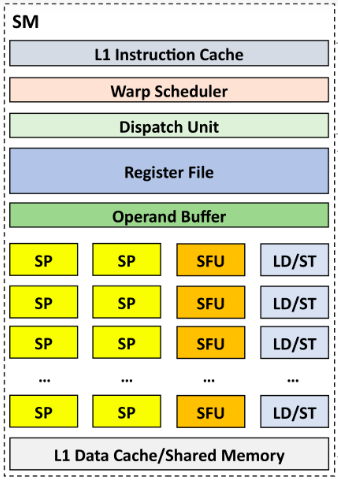 SM
L1 Instruction Cache
Warp Scheduler
Dispatch Unit
Register File
Operand Buffer
SP SP SFU LD/ST
SP SP SFU LD/ST
SP SP SFU LD/ST
... ... ... ...
SP SP SFU LD/ST
L1 Data Cache/Shared Memory